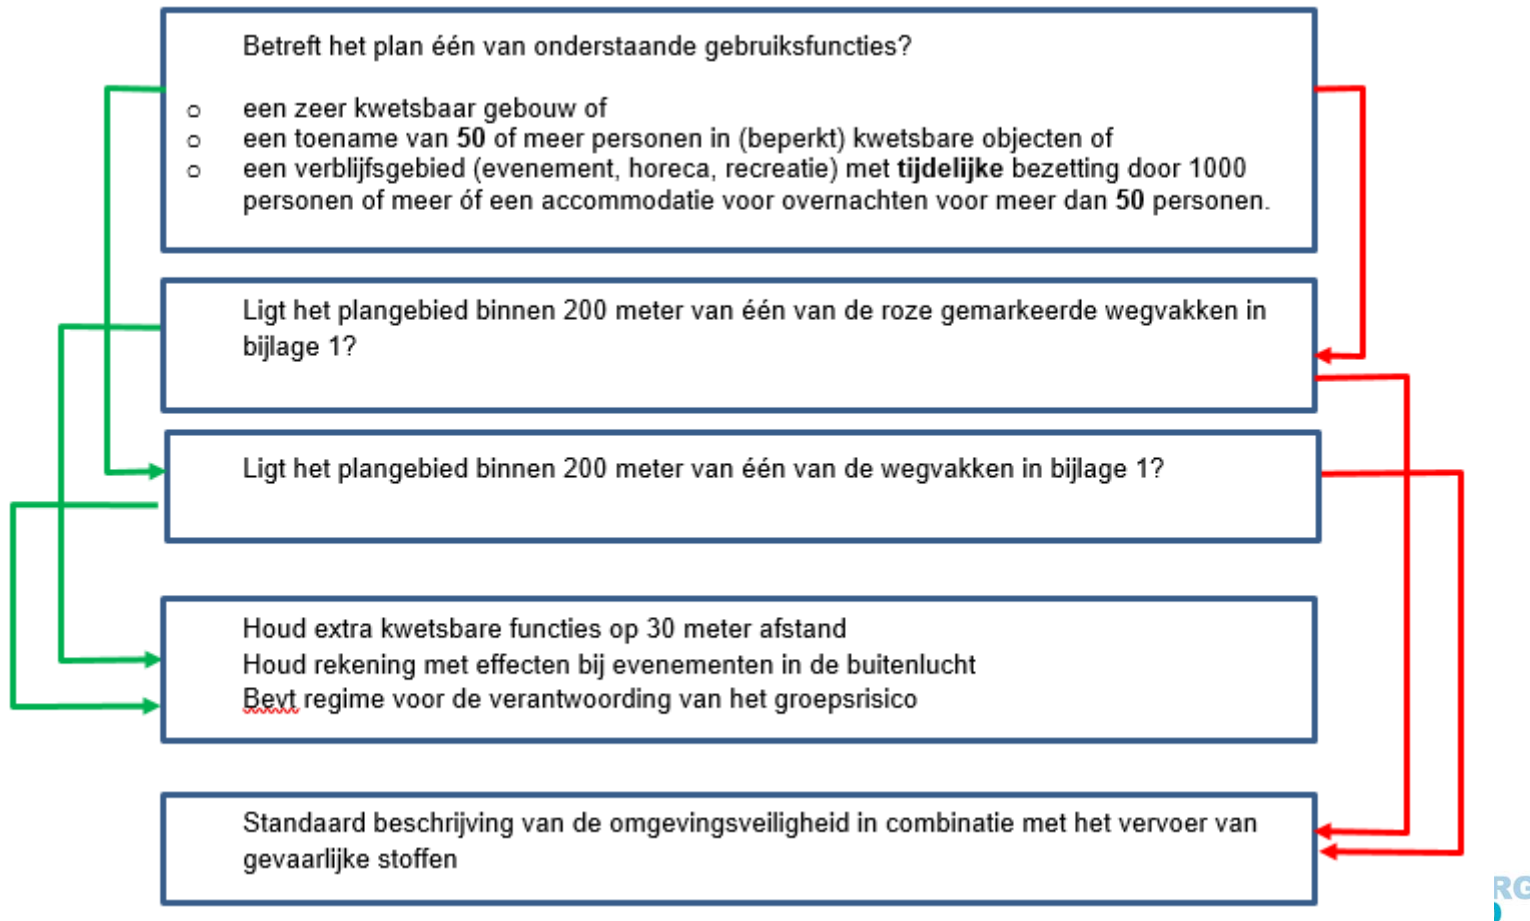 Betreft het plan één van onderstaande gebruiksfuncties?
o een zeer kwetsbaar gebouw of
o een toename van 50 of meer personen in (beperkt) kwetsbare objecten of
o een verblijfsgebied (evenement, horeca, recreatie) met tijdelijke bezetting door 1000
personen of meer óf een accommodatie voor overnachten voor meer dan 50 personen.
Ligt het plangebied binnen 200 meter van één van de roze gemarkeerde wegvakken in
bijlage 1?
Ligt het plangebied binnen 200 meter van één van de wegvakken in bijlage 1?
Houd extra kwetsbare functies op 30 meter afstand
Houd rekening met effecten bij evenementen in de buitenlucht
Bevt regime voor de verantwoording van het groepsrisico
Standaard beschrijving van de omgevingsveiligheid in combinatie met het vervoer van
gevaarlijke stoffen
RG